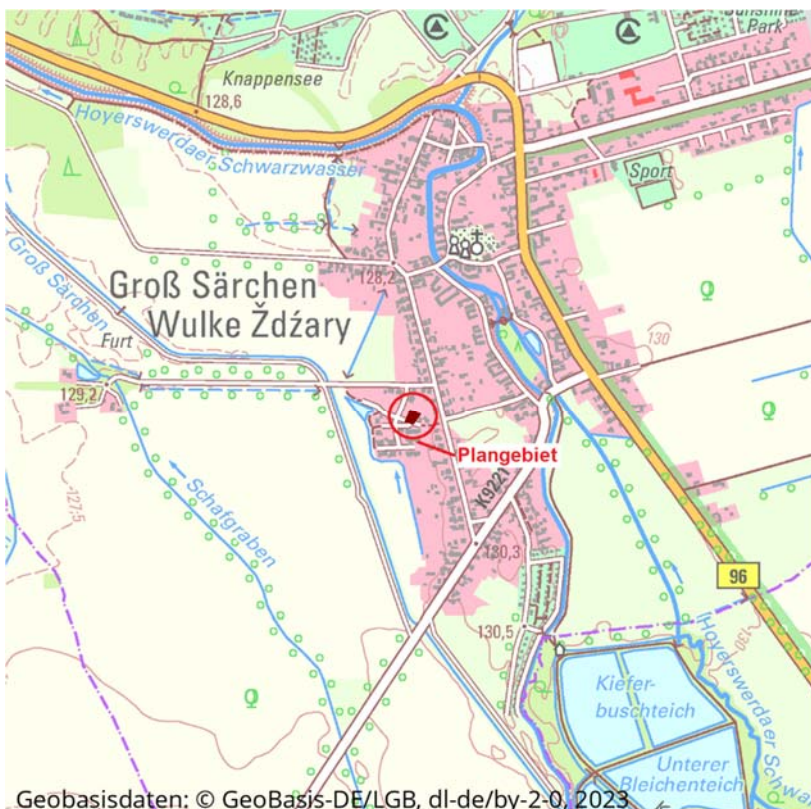 Sunshine
Park
Knappensee
128,6
Hoyerswerdaer Schwarzwasser
Sport
Groß Särchen
128,2
Groß Särchen
Wulke Ždźary
Furt
130
129,2
Plangebiet
K9221
Schafgraben
127,5
130,3
96
130,5
130
Hoyerswerdaer Schwa
Kiefer-
buschteich
Unterer
Bleichenteich
Geobasisdaten: © GeoBasis-DE/LGB, dl-de/by-2-0, 2023